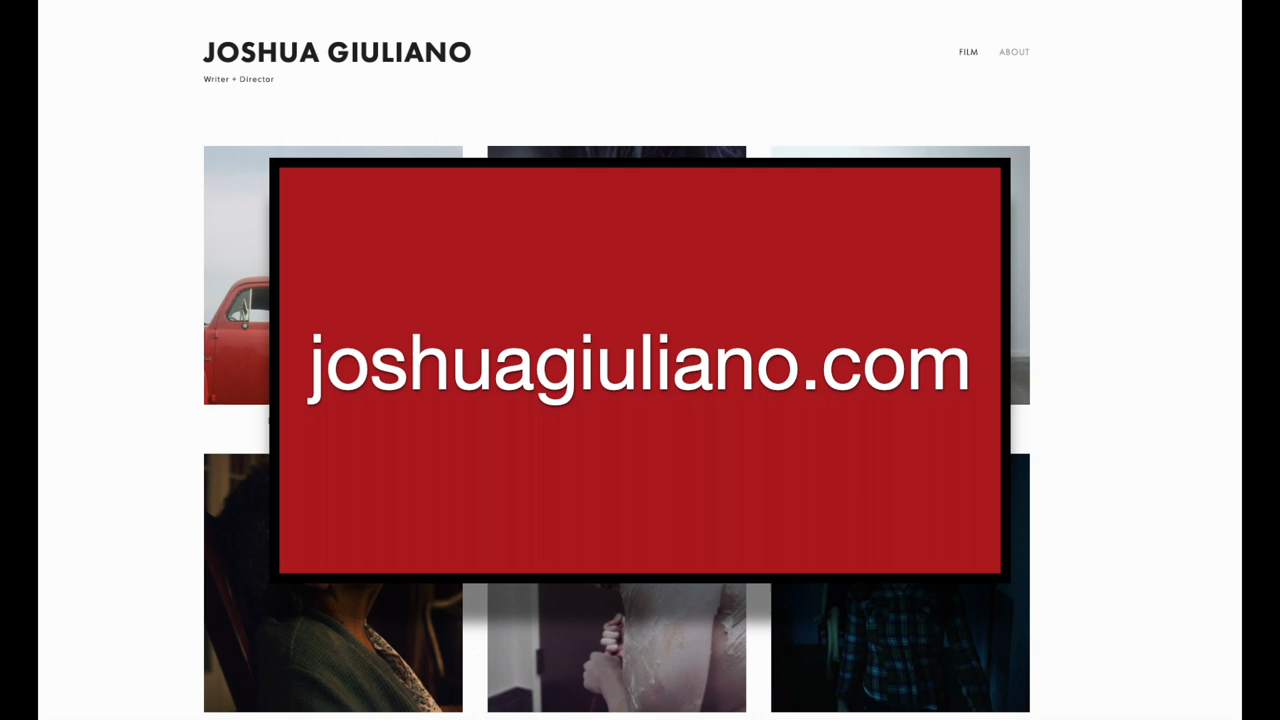 JOSHUA GIULIANO
FILM ABOUT
Writer + Director
joshuagiuliano.com